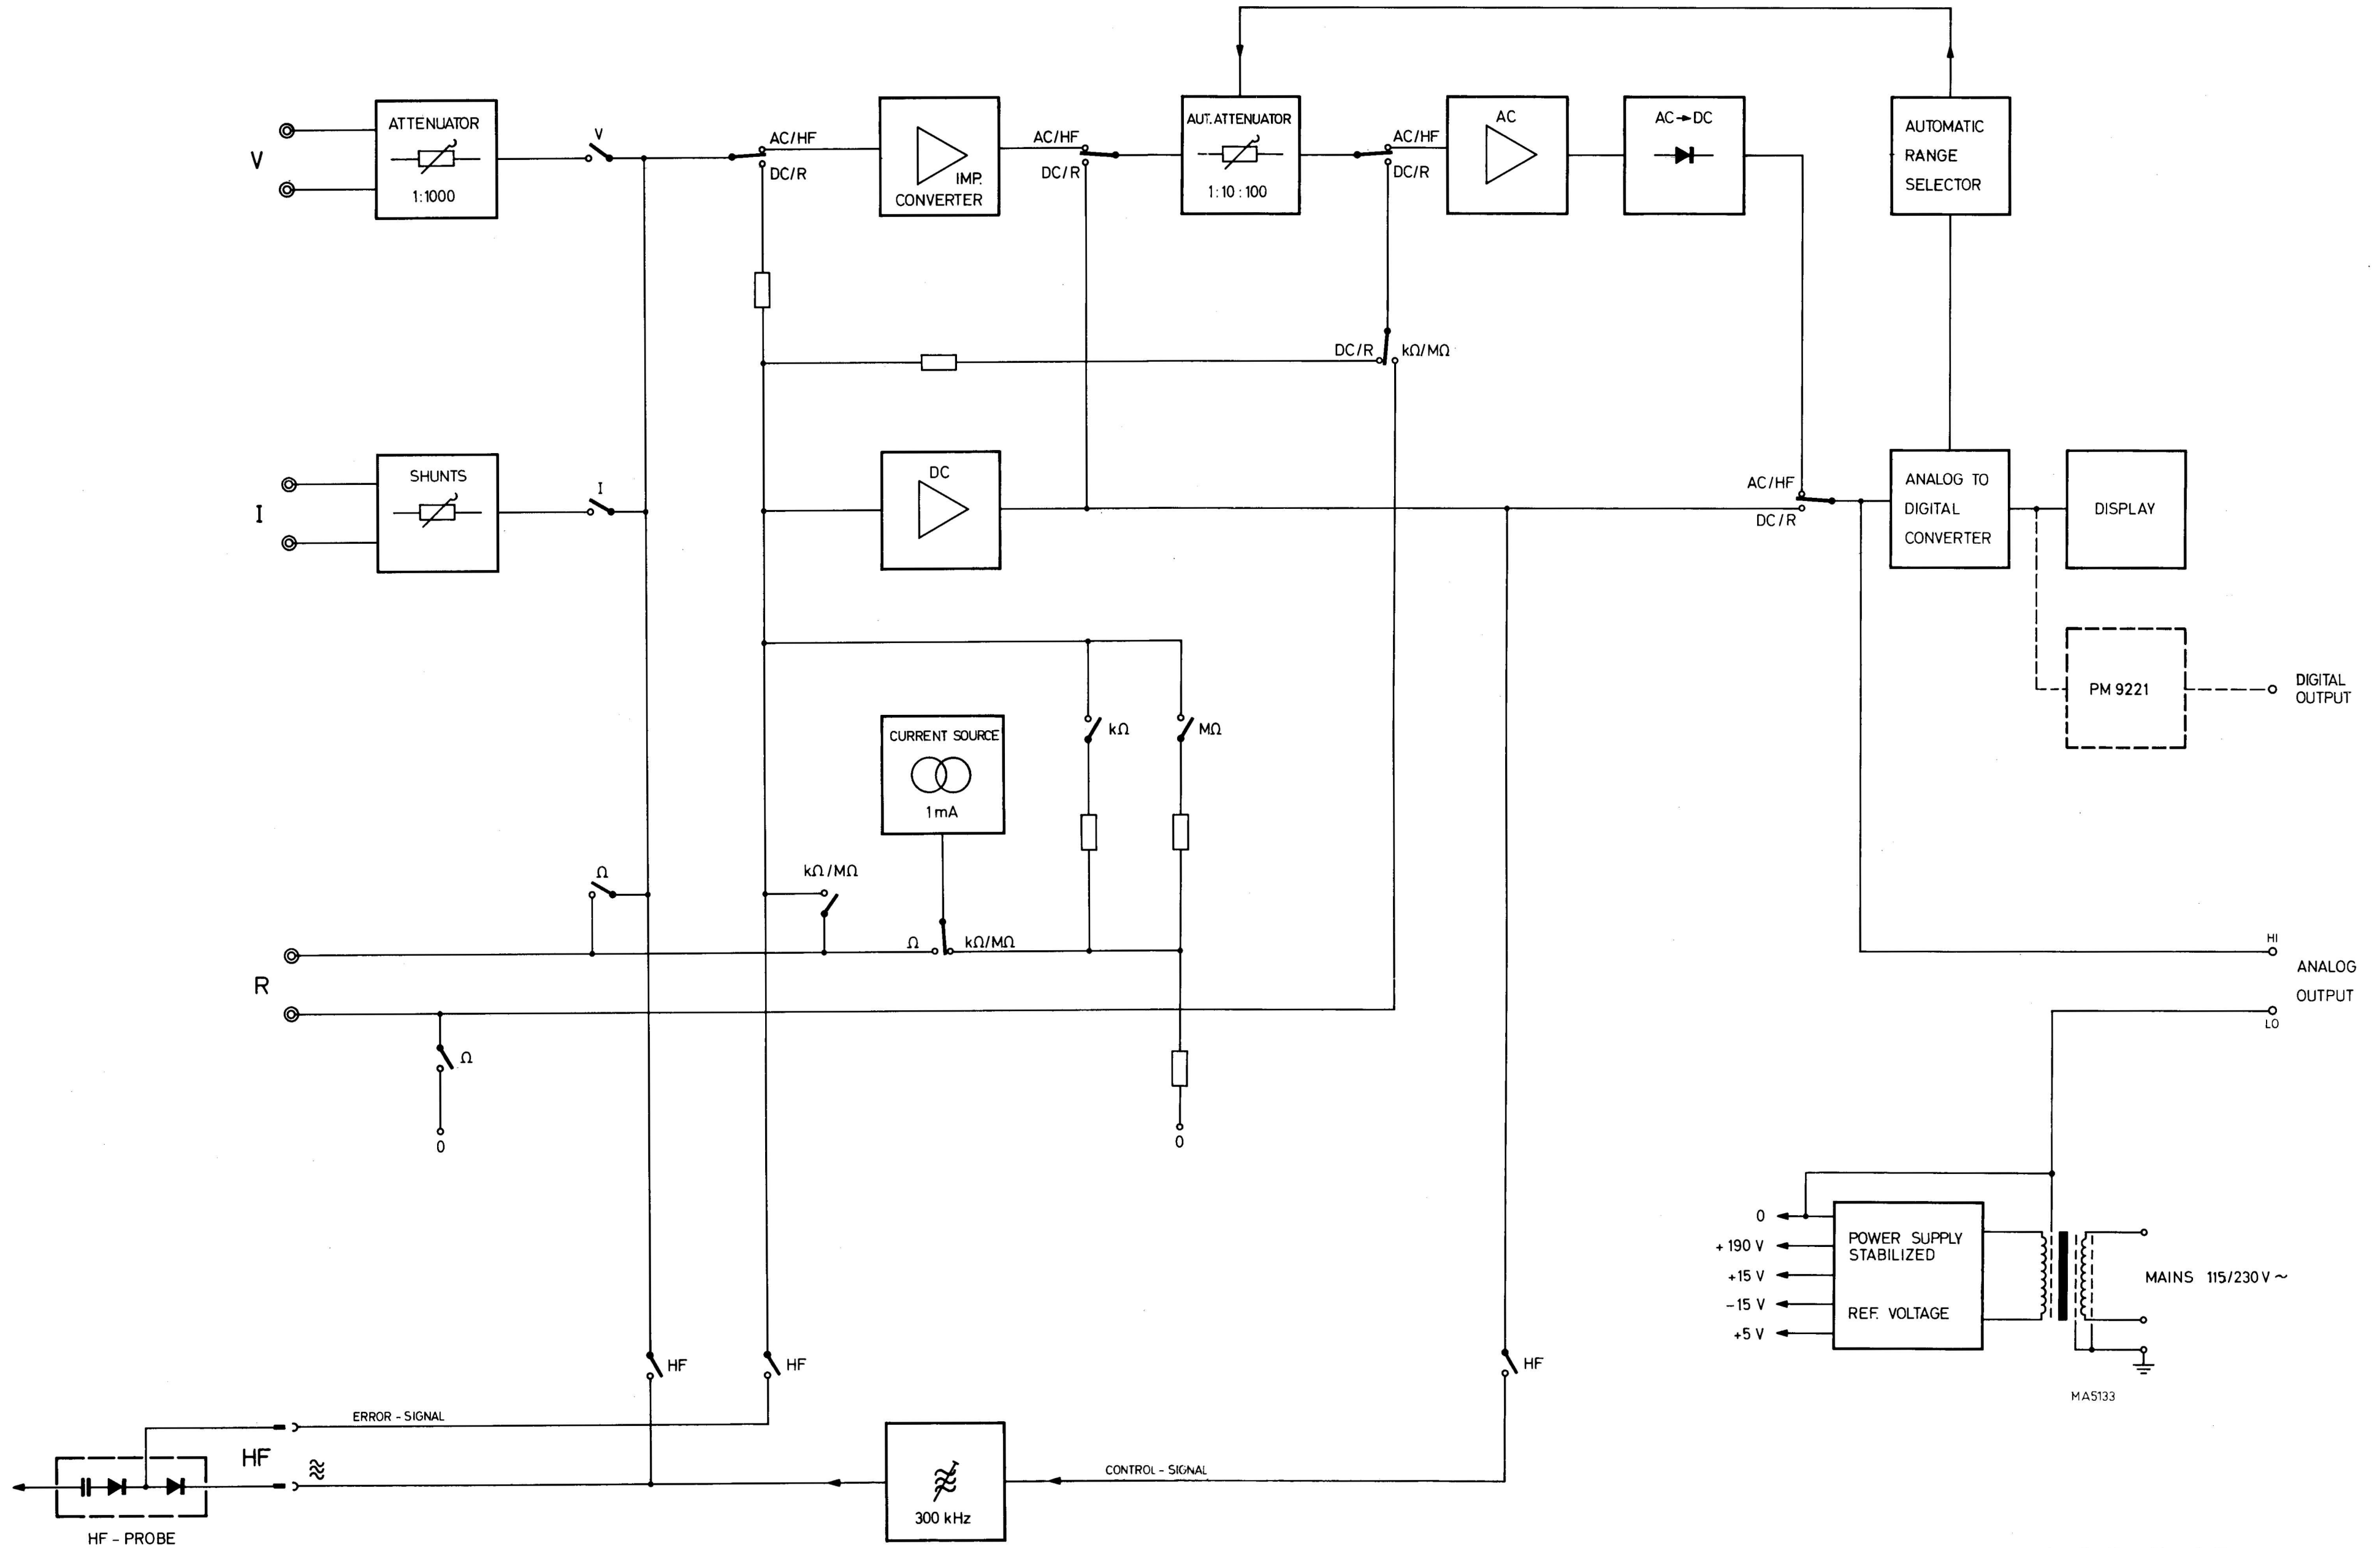 V
ATTENUATOR
1:1000
V
AC/HF
DC/R
IMP.
CONVERTER
AC/HF
DC/R
AUT. ATTENUATOR
1:10:100
AC/HF
DC/R
AC
AC→DC
AUTOMATIC
RANGE
SELECTOR
DC/R
kΩ/MΩ
I
SHUNTS
I
DC
AC/HF
DC/R
ANALOG TO
DIGITAL
CONVERTER
DISPLAY
PM 9221
DIGITAL
OUTPUT
CURRENT SOURCE
1mA
kΩ
MΩ
Ω
kΩ/MΩ
Ω
kΩ/MΩ
R
Ω
0
0
HI
ANALOG
OUTPUT
LO
0
+190 V
+15 V
-15 V
+5 V
POWER SUPPLY
STABILIZED
REF. VOLTAGE
MAINS 115/230V ~
MA5133
HF
HF
HF
ERROR - SIGNAL
HF
CONTROL - SIGNAL
300 kHz
HF - PROBE